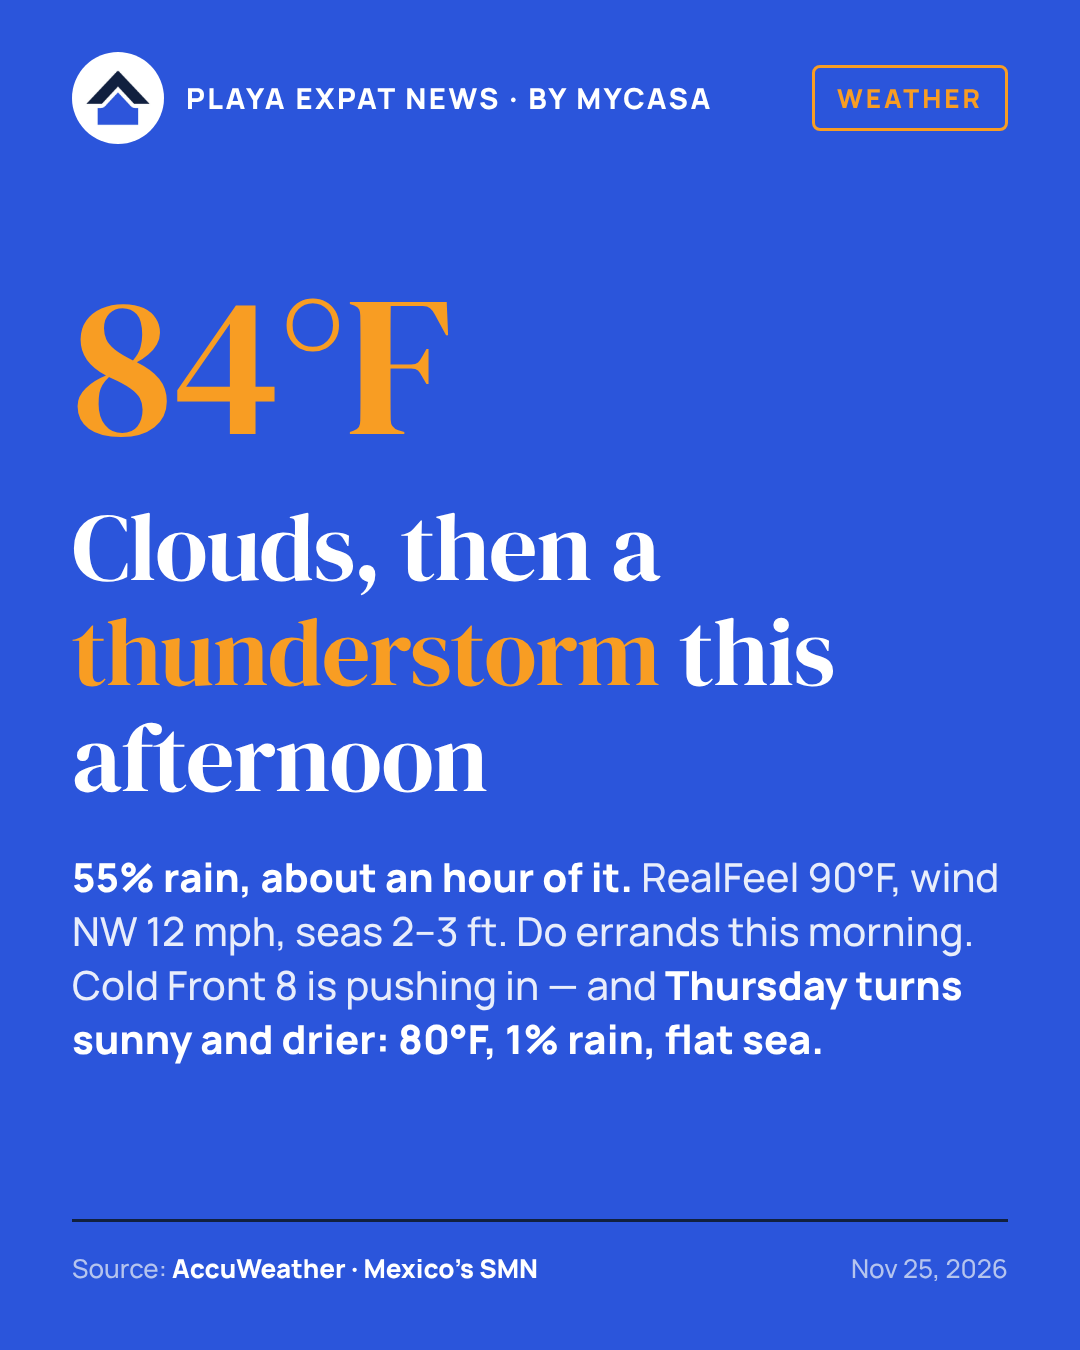 PLAYA EXPAT NEWS · BY MYCASA
WEATHER
84°F
Clouds, then a
thunderstorm this
afternoon
55% rain, about an hour of it. RealFeel 90°F, wind
NW 12 mph, seas 2–3 ft. Do errands this morning.
Cold Front 8 is pushing in — and Thursday turns
sunny and drier: 80°F, 1% rain, flat sea.
Source: AccuWeather · Mexico’s SMN
Nov 25, 2026